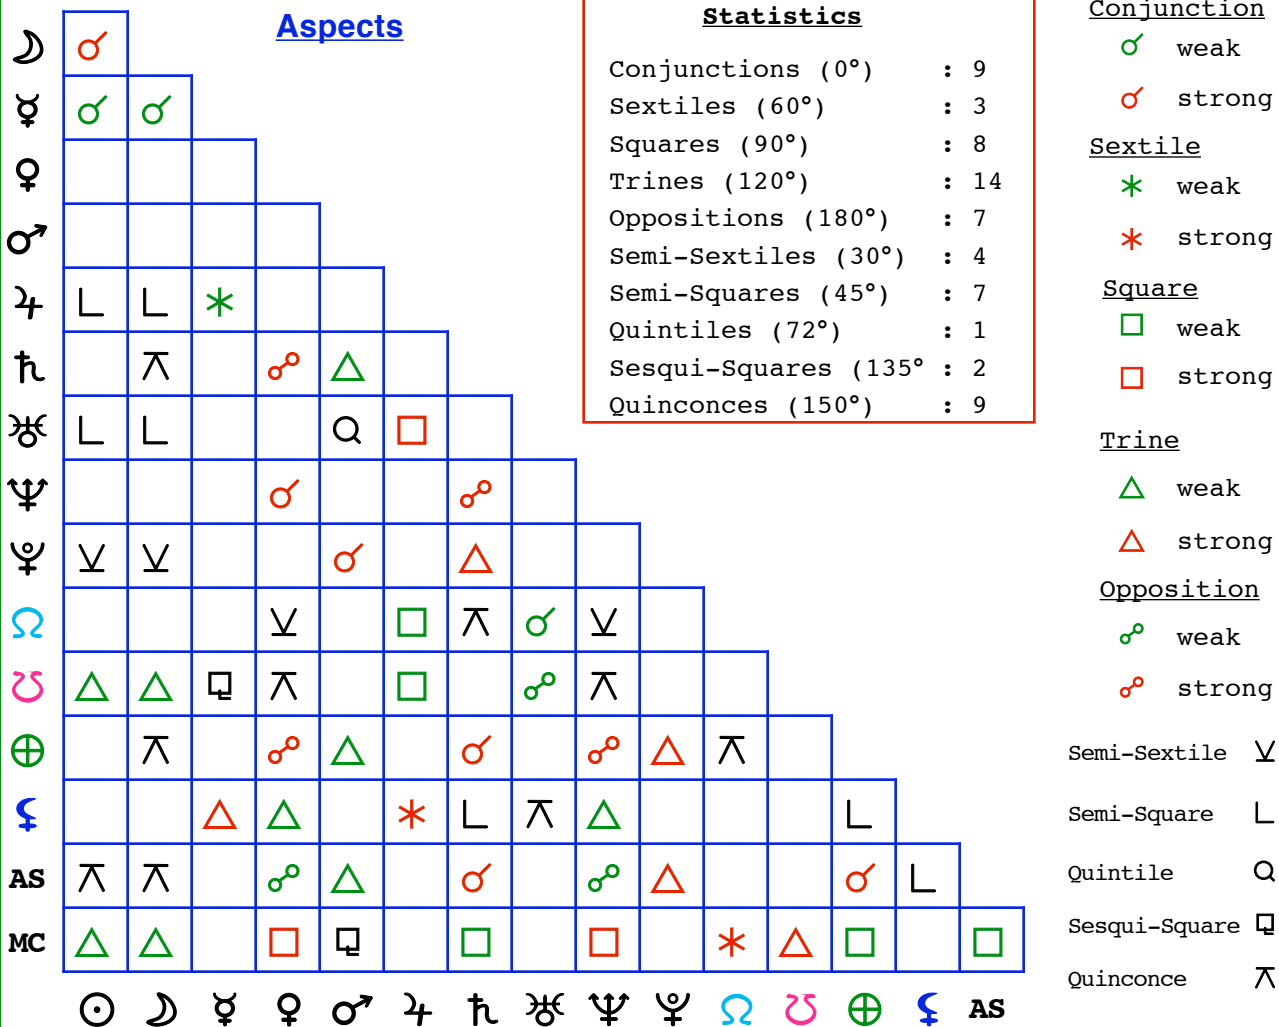 Aspects
Statistics
Conjunctions (0°) : 9
Sextiles (60°) : 3
Squares (90°) : 8
Trines (120°) : 14
Oppositions (180°) : 7
Semi-Sextiles (30°) : 4
Semi-Squares (45°) : 7
Quintiles (72°) : 1
Sesqui-Squares (135° : 2
Quinconces (150°) : 9
Conjunction
weak
strong
Sextile
weak
strong
Square
weak
strong
Trine
weak
strong
Opposition
weak
strong
Semi-Sextile
Semi-Square
Quintile
Sesqui-Square
Quinconce
AS
MC
AS